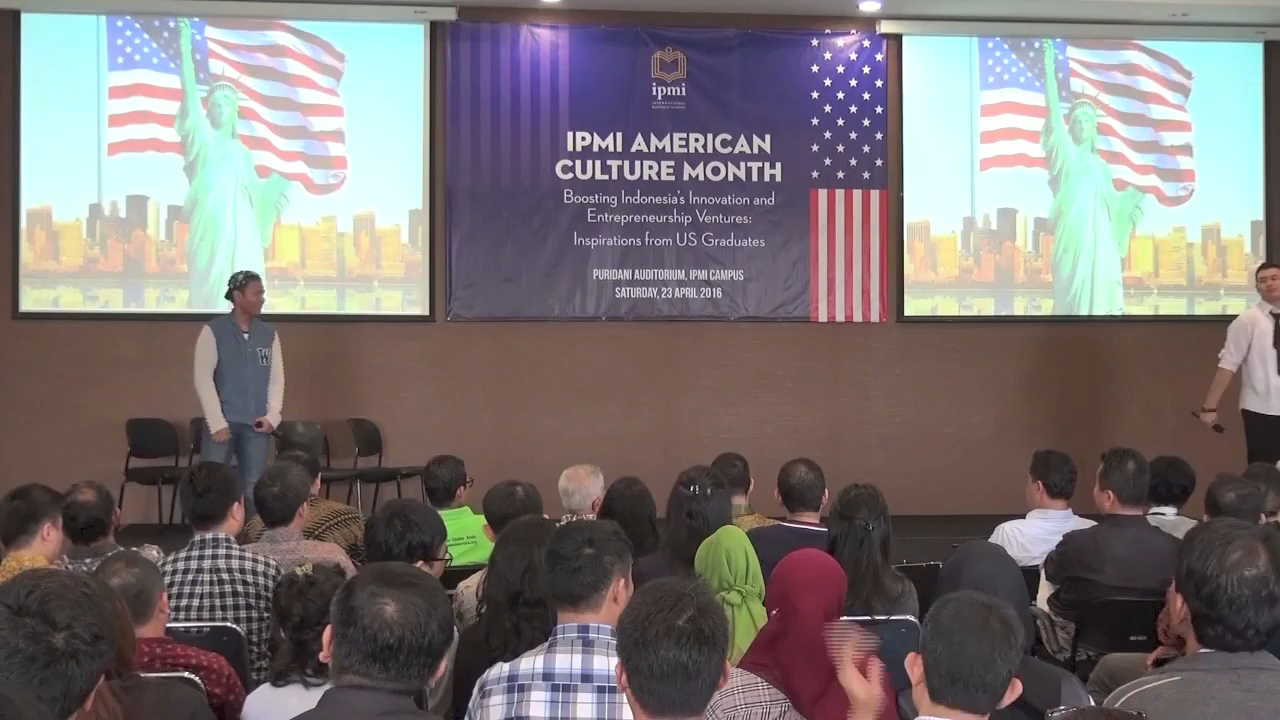 ipmi
INTERNATIONAL
BUSINESS SCHOOL
IPMI AMERICAN
CULTURE MONTH
Boosting Indonesia's Innovation and
Entrepreneurship Ventures:
Inspirations from US Graduates
PURIDANI AUDITORIUM, IPMI CAMPUS
SATURDAY, 23 APRIL 2016
W